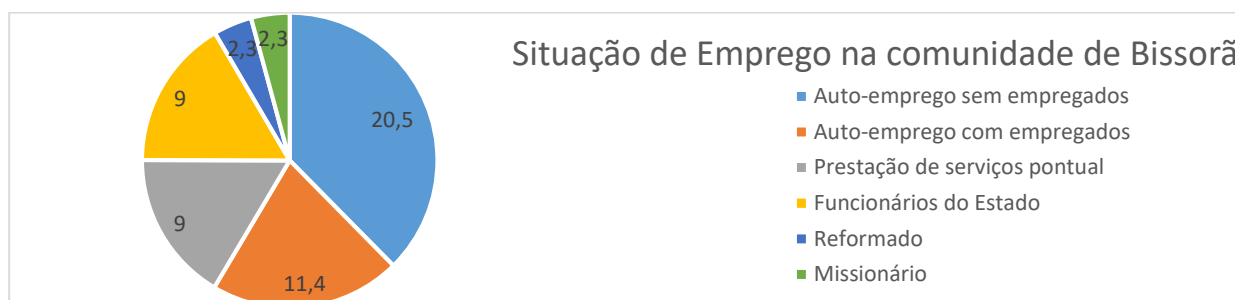 Situação de Emprego na comunidade de Bissorã
2,3
2,3
9
20,5
9
11,4
Auto-emprego sem empregados
Auto-emprego com empregados
Prestação de serviços pontual
Funcionários do Estado
Reformado
Missionário